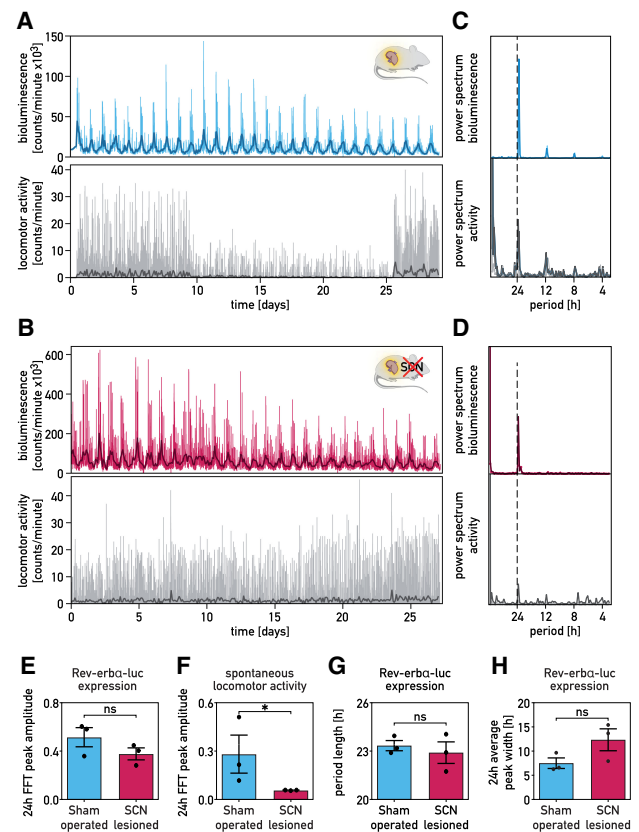 A
bioluminescence
[counts/minute x10³]
150
100
50
0
locomotor activity
[counts/minute]
40
30
20
10
0
0
5
10
15
20
25
time [days]
C
power spectrum
bioluminescence
power spectrum
activity
24
12
8
4
period [h]
B
bioluminescence
[counts/minute x10³]
600
400
200
0
SCN
locomotor activity
[counts/minute]
40
30
20
10
0
0
5
10
15
20
25
time [days]
D
power spectrum
bioluminescence
power spectrum
activity
24
12
8
4
period [h]
E
Rev-erbα-luc
expression
24h FFT peak amplitude
0.8
0.4
0.0
ns
Sham
operated
SCN
lesioned
F
spontaneous
locomotor activity
24h FFT peak amplitude
0.6
0.3
0.0
*
Sham
operated
SCN
lesioned
G
Rev-erbα-luc
expression
period length [h]
26
23
20
ns
Sham
operated
SCN
lesioned
H
Rev-erbα-luc
expression
24h average
peak width [h]
20
15
10
5
0
ns
Sham
operated
SCN
lesioned